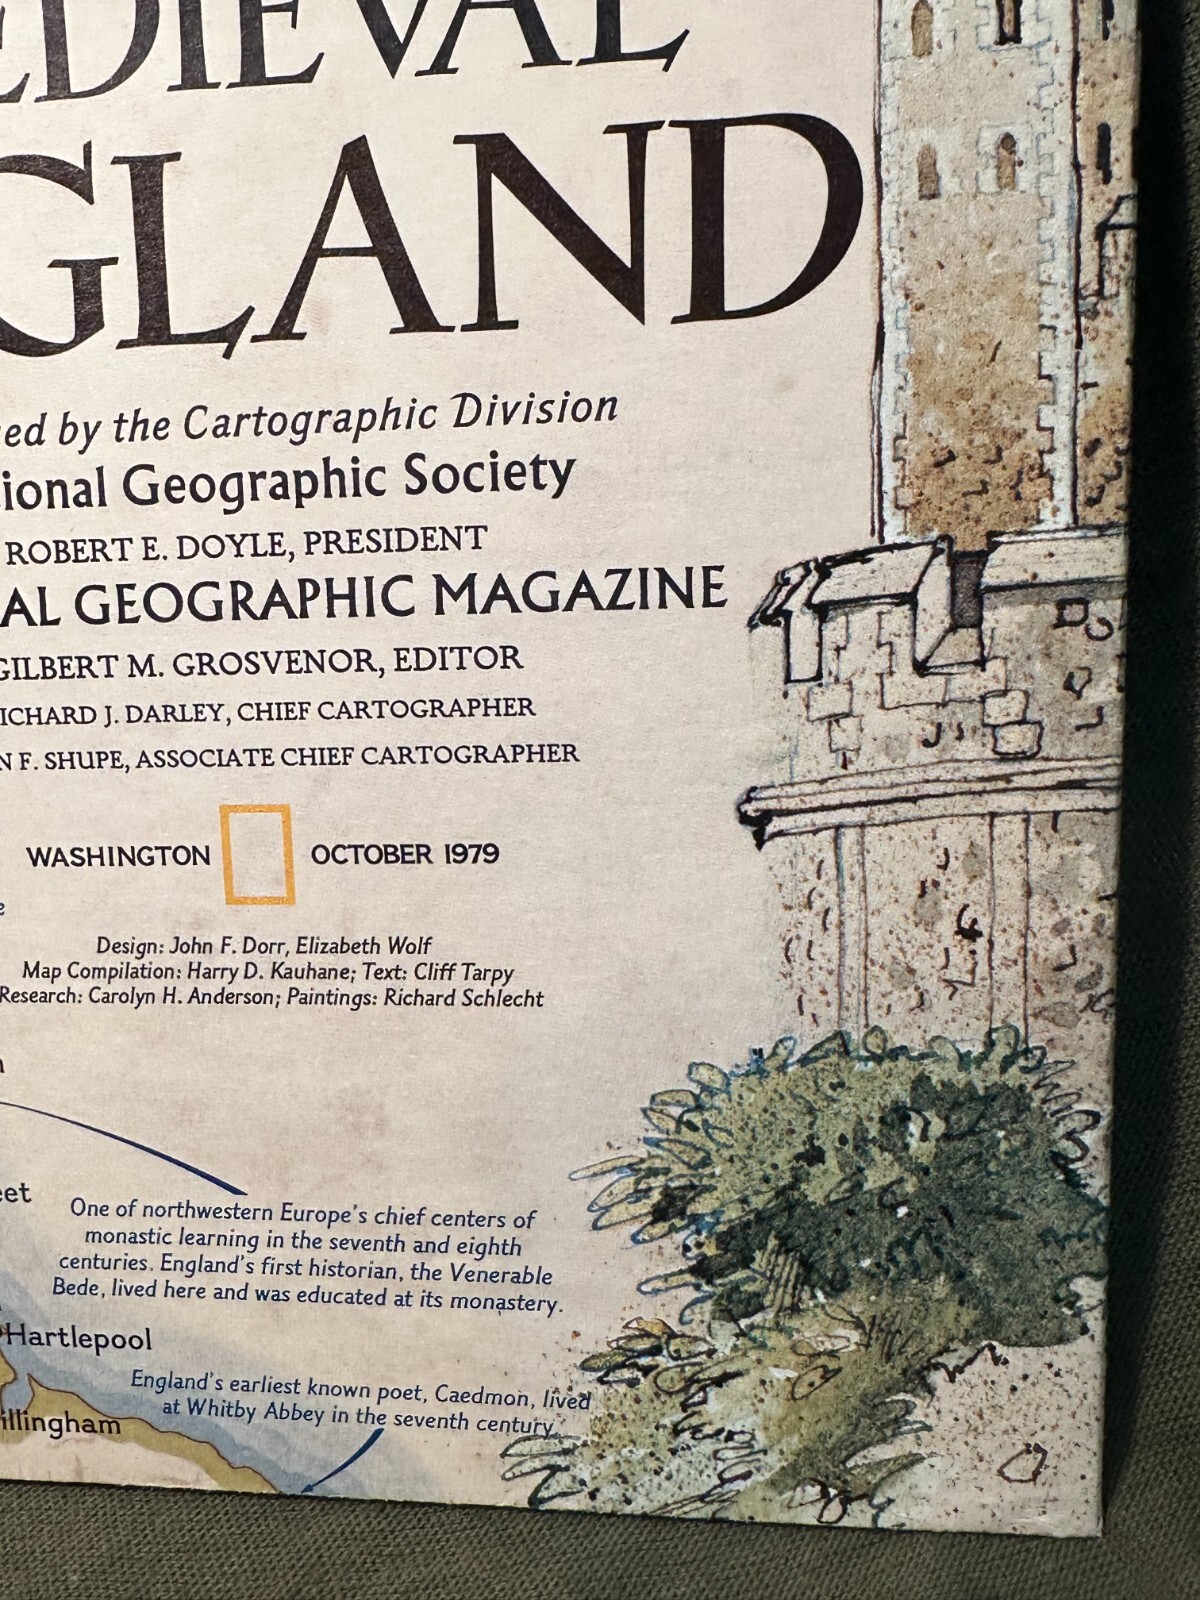 EDIEVAL
GLAND
ed by the Cartographic Division
ional Geographic Society
ROBERT E. DOYLE, PRESIDENT
AL GEOGRAPHIC MAGAZINE
GILBERT M. GROSVENOR, EDITOR
ICHARD J. DARLEY, CHIEF CARTOGRAPHER
N F. SHUPE, ASSOCIATE CHIEF CARTOGRAPHER
WASHINGTON OCTOBER 1979
e
Design: John F. Dorr, Elizabeth Wolf
Map Compilation: Harry D. Kauhane; Text: Cliff Tarpy
Research: Carolyn H. Anderson; Paintings: Richard Schlecht
eet
One of northwestern Europe's chief centers of
monastic learning in the seventh and eighth
centuries. England's first historian, the Venerable
Bede, lived here and was educated at its monastery.
Hartlepool
England's earliest known poet, Caedmon, lived
at Whitby Abbey in the seventh century.
illingham